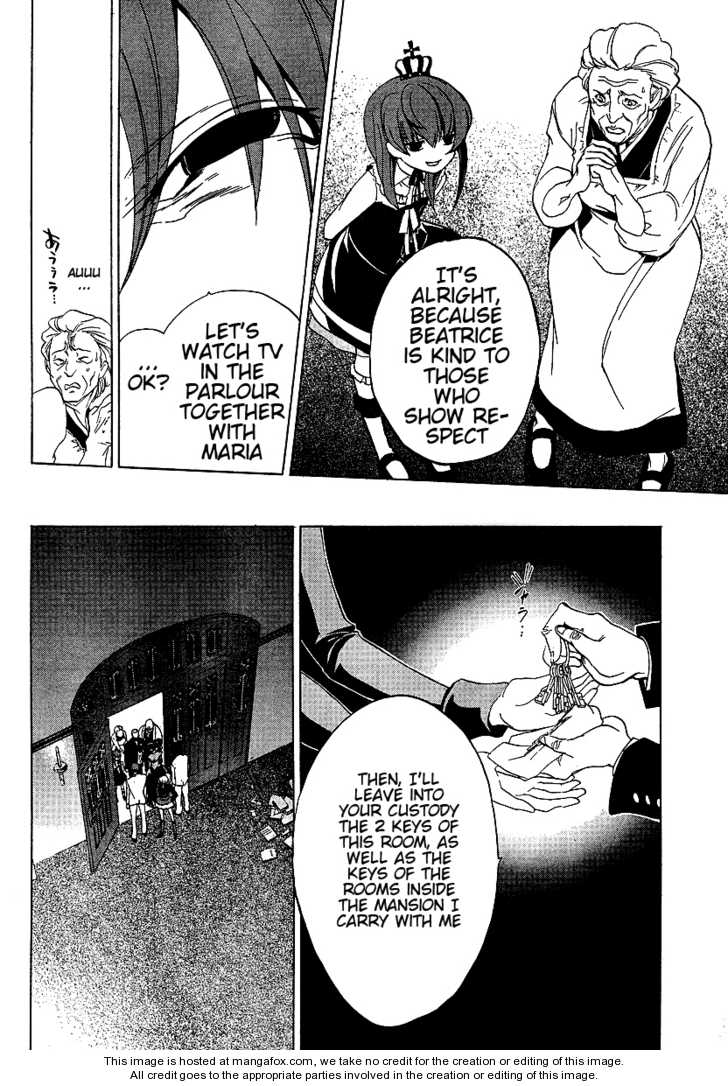 IT'S
ALRIGHT,
BECAUSE
BEATRICE
IS KIND TO
THOSE
WHO
SHOW RE-
SPECT
LET'S
WATCH TV
IN THE
PARLOUR
TOGETHER
WITH
MARIA
...
OK?
あぅぅぅ…
AUUU
...
THEN, I'LL
LEAVE INTO
YOUR CUSTODY
THE 2 KEYS OF
THIS ROOM, AS
WELL AS THE
KEYS OF THE
ROOMS INSIDE
THE MANSION I
CARRY WITH ME
This image is hosted at mangafox.com, we take no credit for the creation or editing of this image.
All credit goes to the appropriate parties involved in the creation or editing of this image.